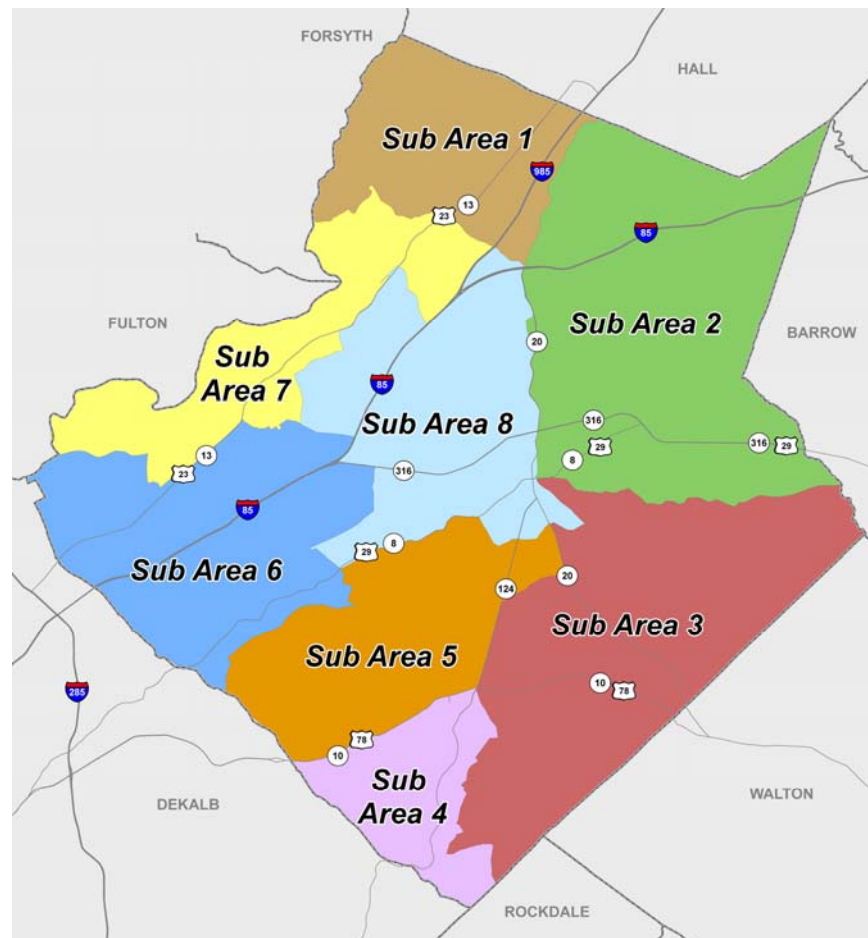 FORSYTH
HALL
Sub Area 1
985
13
23
85
FULTON
Sub Area 2
BARROW
20
Sub
Area 7
85
Sub Area 8
316
29
316
29
13
23
8
316
85
8
29
Sub Area 6
20
124
Sub Area 3
Sub Area 5
285
10
78
78
10
Sub
Area 4
DEKALB
WALTON
ROCKDALE